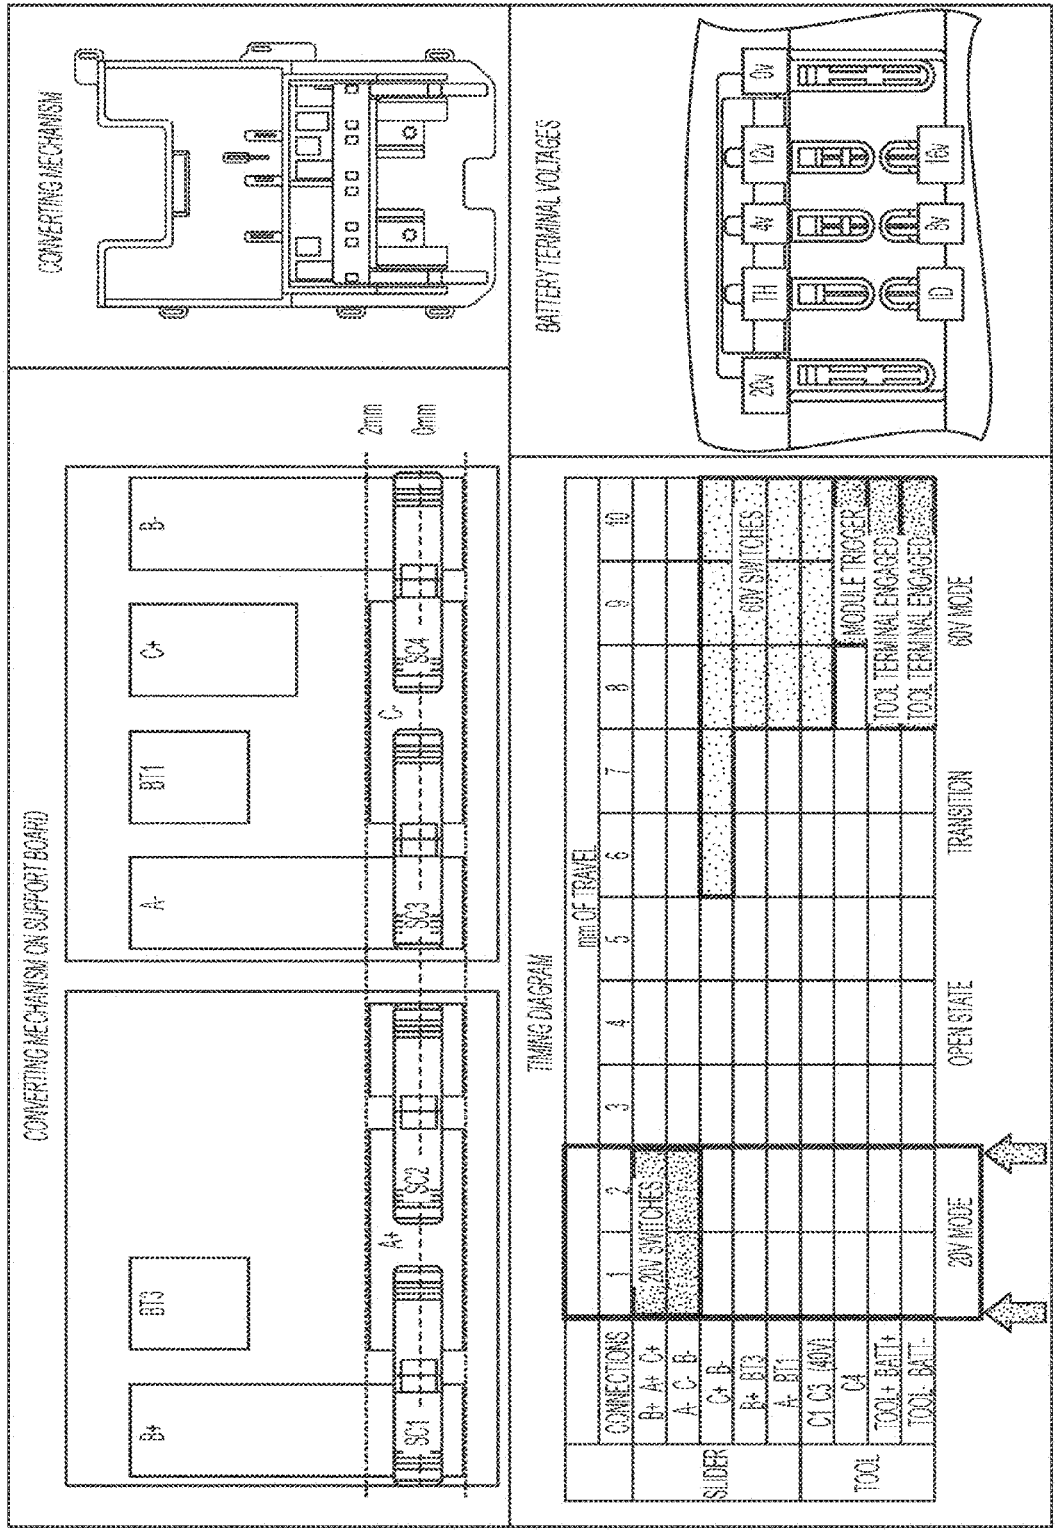 CONVERTING MECHANISM ON SUPPORT BOARD
B+
BT3
A+
SC1
SC2
A-
BT1
C+
B-
C-
SC3
SC4
2mm
0mm
CONVERTING MECHANISM
TIMING DIAGRAM
mm OF TRAVEL
CONNECTIONS 1 2 3 4 5 6 7 8 9 10
SLIDER
B+ A+ C+
20V SWITCHES
A- C- B-
C+ B-
B+ BT3
60V SWITCHES
A- BT1
TOOL
C1 C3 (40V)
C4
MODULE TRIGGER
TOOL+ BATT+
TOOL TERMINAL ENGAGED
TOOL- BATT-
TOOL TERMINAL ENGAGED
20V MODE
OPEN STATE
TRANSITION
60V MODE
BATTERY TERMINAL VOLTAGES
20v TH 4v 12v 0v
ID 8v 16v